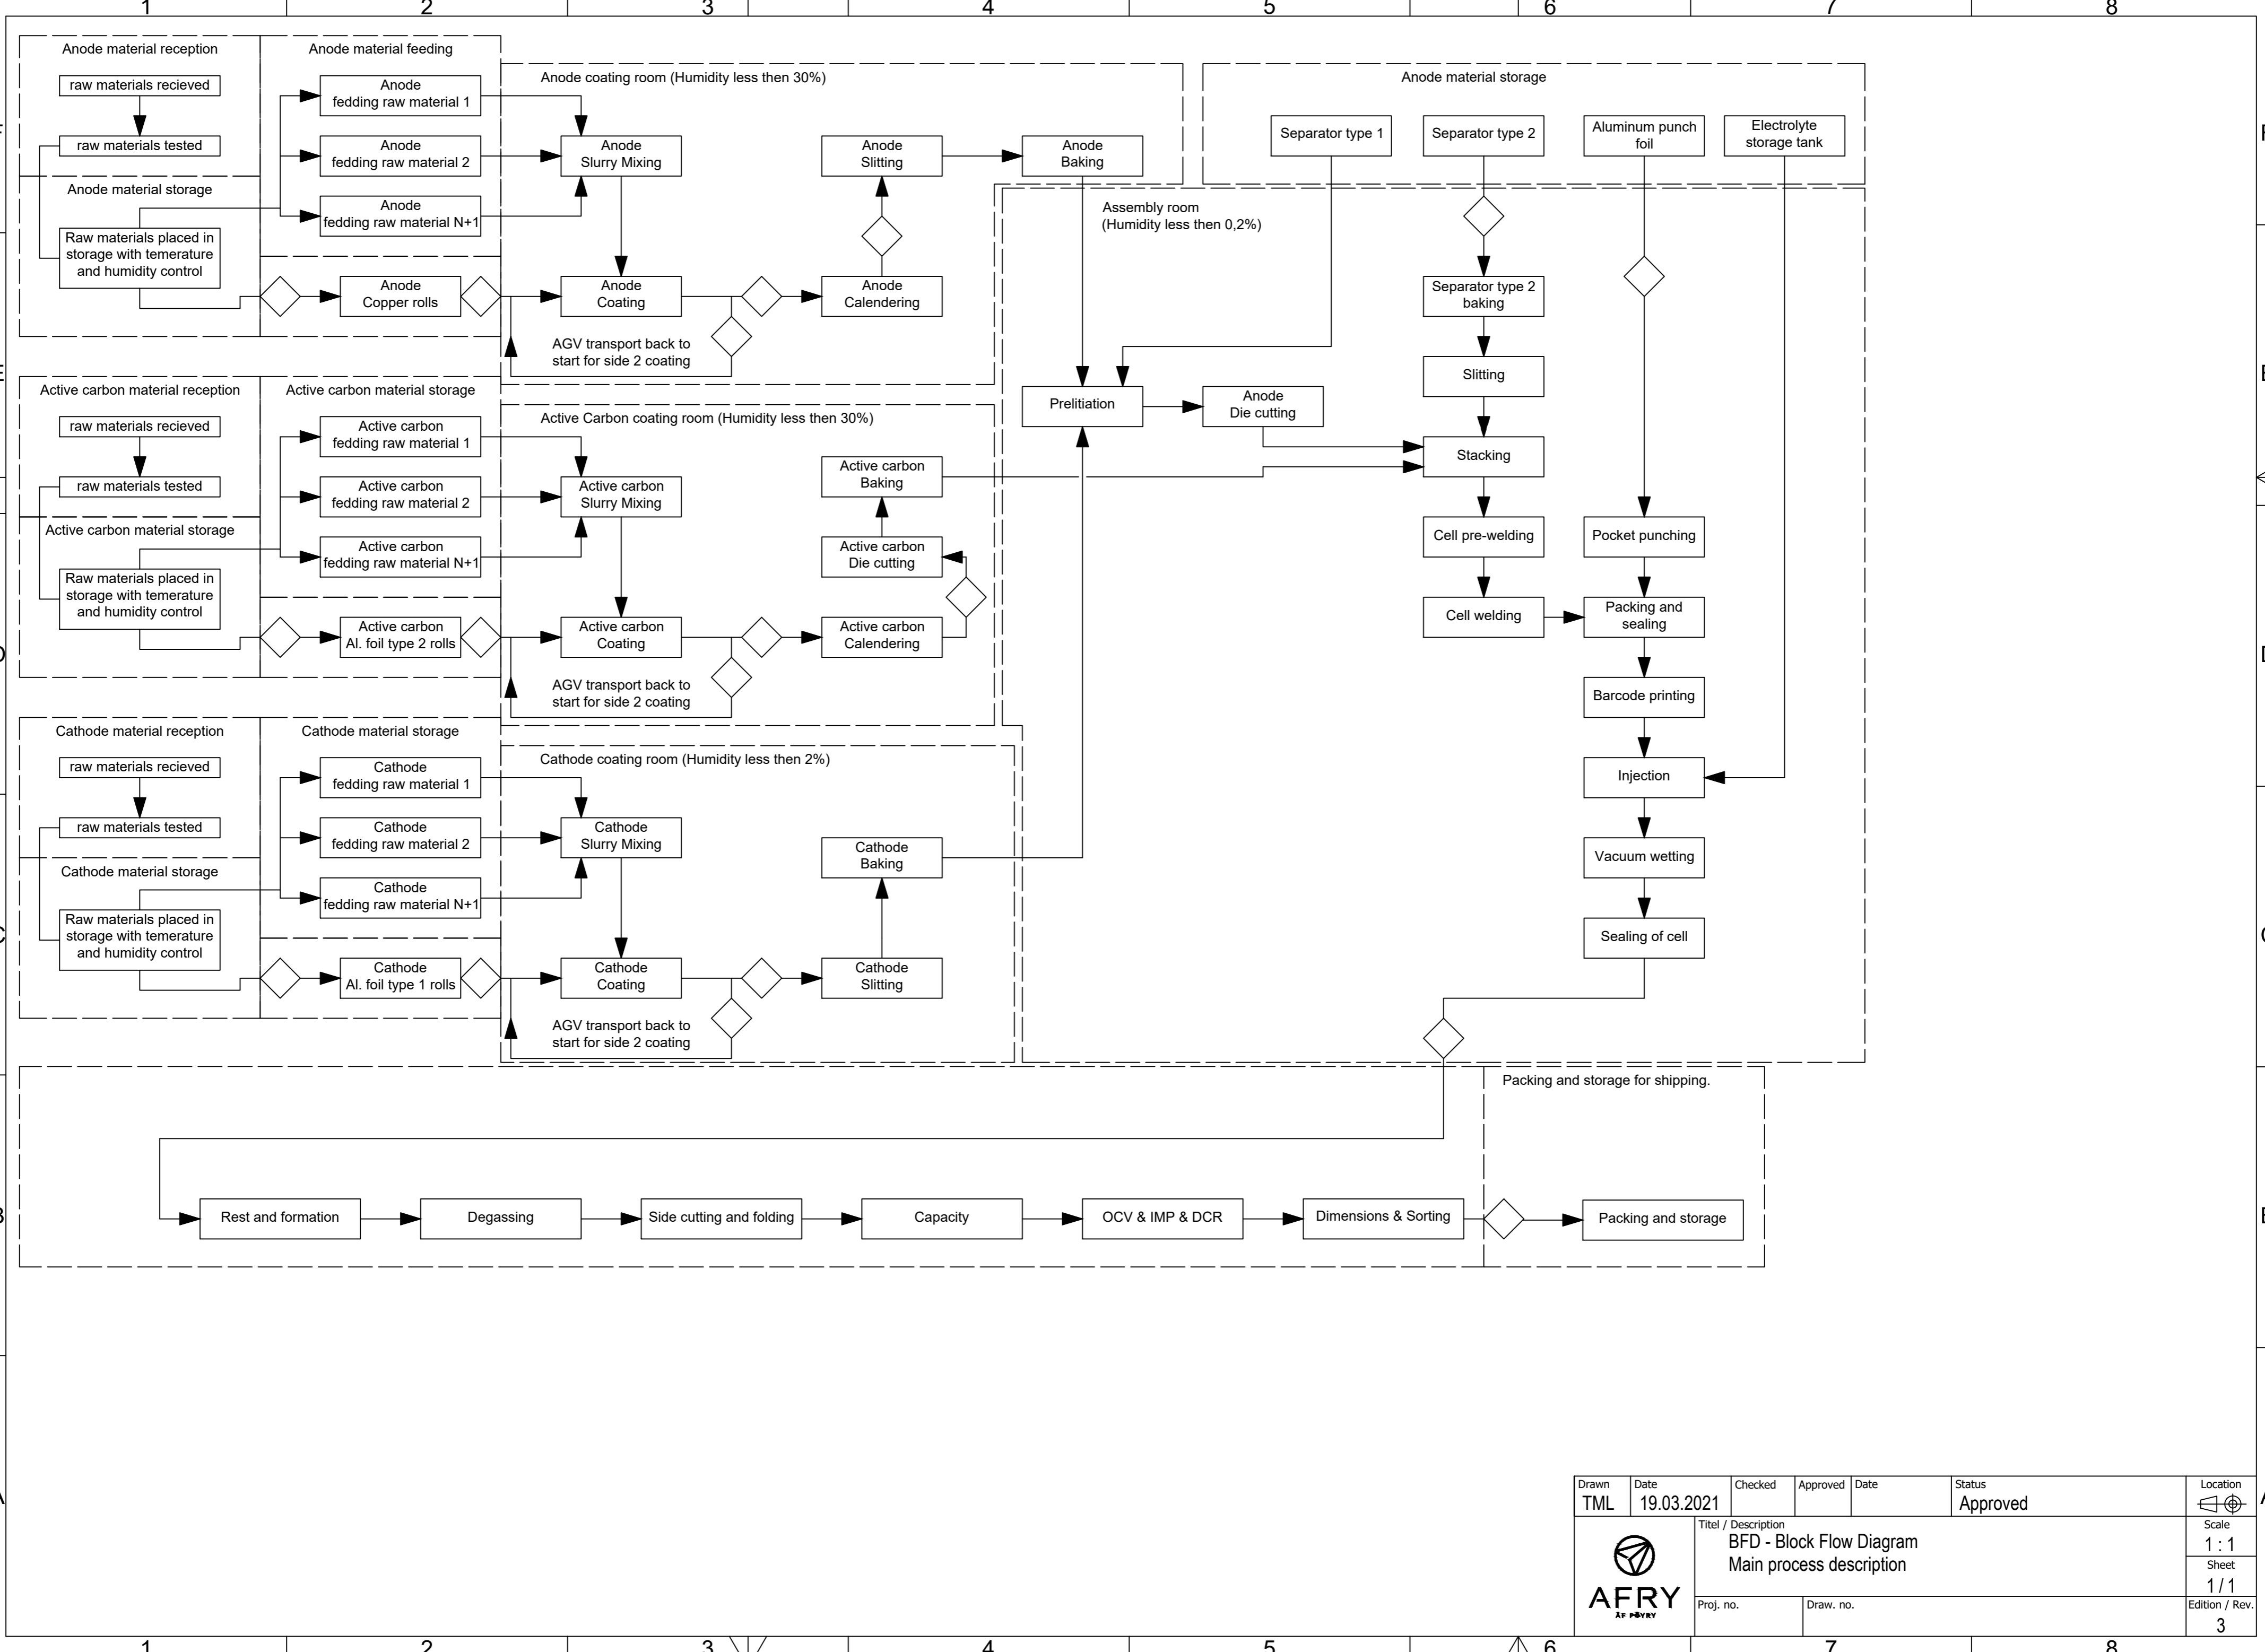 1 2 3 4 5 6 7 8
Anode material reception
raw materials recieved
raw materials tested
Anode material storage
Raw materials placed in
storage with temerature
and humidity control
Anode material feeding
Anode
fedding raw material 1
Anode
fedding raw material 2
Anode
fedding raw material N+1
Anode
Copper rolls
Anode coating room (Humidity less then 30%)
Anode
Slurry Mixing
Anode
Coating
AGV transport back to
start for side 2 coating
Anode
Slitting
Anode
Calendering
Anode
Baking
Anode material storage
Separator type 1
Separator type 2
Aluminum punch
foil
Electrolyte
storage tank
F
Assembly room
(Humidity less then 0,2%)
Separator type 2
baking
Slitting
Prelitiation
Anode
Die cutting
Stacking
Cell pre-welding
Cell welding
Pocket punching
Packing and
sealing
Barcode printing
Injection
Vacuum wetting
Sealing of cell
E
Active carbon material reception
raw materials recieved
raw materials tested
Active carbon material storage
Raw materials placed in
storage with temerature
and humidity control
Active carbon material storage
Active carbon
fedding raw material 1
Active carbon
fedding raw material 2
Active carbon
fedding raw material N+1
Active carbon
Al. foil type 2 rolls
Active Carbon coating room (Humidity less then 30%)
Active carbon
Slurry Mixing
Active carbon
Coating
AGV transport back to
start for side 2 coating
Active carbon
Baking
Active carbon
Die cutting
Active carbon
Calendering
D
Cathode material reception
raw materials recieved
raw materials tested
Cathode material storage
Raw materials placed in
storage with temerature
and humidity control
Cathode material storage
Cathode
fedding raw material 1
Cathode
fedding raw material 2
Cathode
fedding raw material N+1
Cathode
Al. foil type 1 rolls
Cathode coating room (Humidity less then 2%)
Cathode
Slurry Mixing
Cathode
Coating
AGV transport back to
start for side 2 coating
Cathode
Baking
Cathode
Slitting
C
Packing and storage for shipping.
Rest and formation
Degassing
Side cutting and folding
Capacity
OCV & IMP & DCR
Dimensions & Sorting
Packing and storage
B
A
Drawn
TML
Date
19.03.2021
Checked
Approved
Date
Status
Approved
Location
AFRY
ÅF PÖYRY
Titel / Description
BFD - Block Flow Diagram
Main process description
Scale
1 : 1
Sheet
1 / 1
Proj. no.
Draw. no.
Edition / Rev.
3
1 2 3 4 5 6 7 8